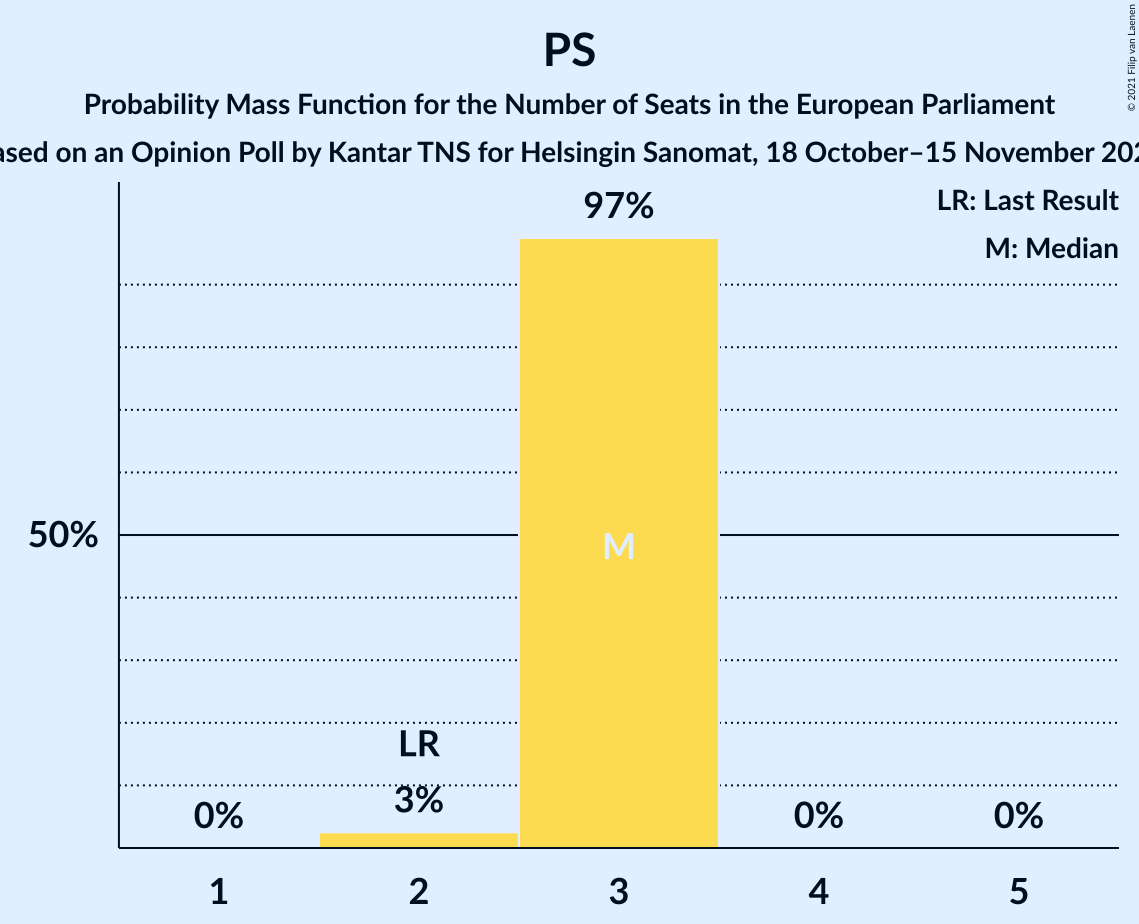 PS
Probability Mass Function for the Number of Seats in the European Parliament
ased on an Opinion Poll by Kantar TNS for Helsingin Sanomat, 18 October–15 November 202
© 2021 Filip van Laenen
LR: Last Result
M: Median
97%
50%
M
LR
0%
3%
0%
0%
1
2
3
4
5